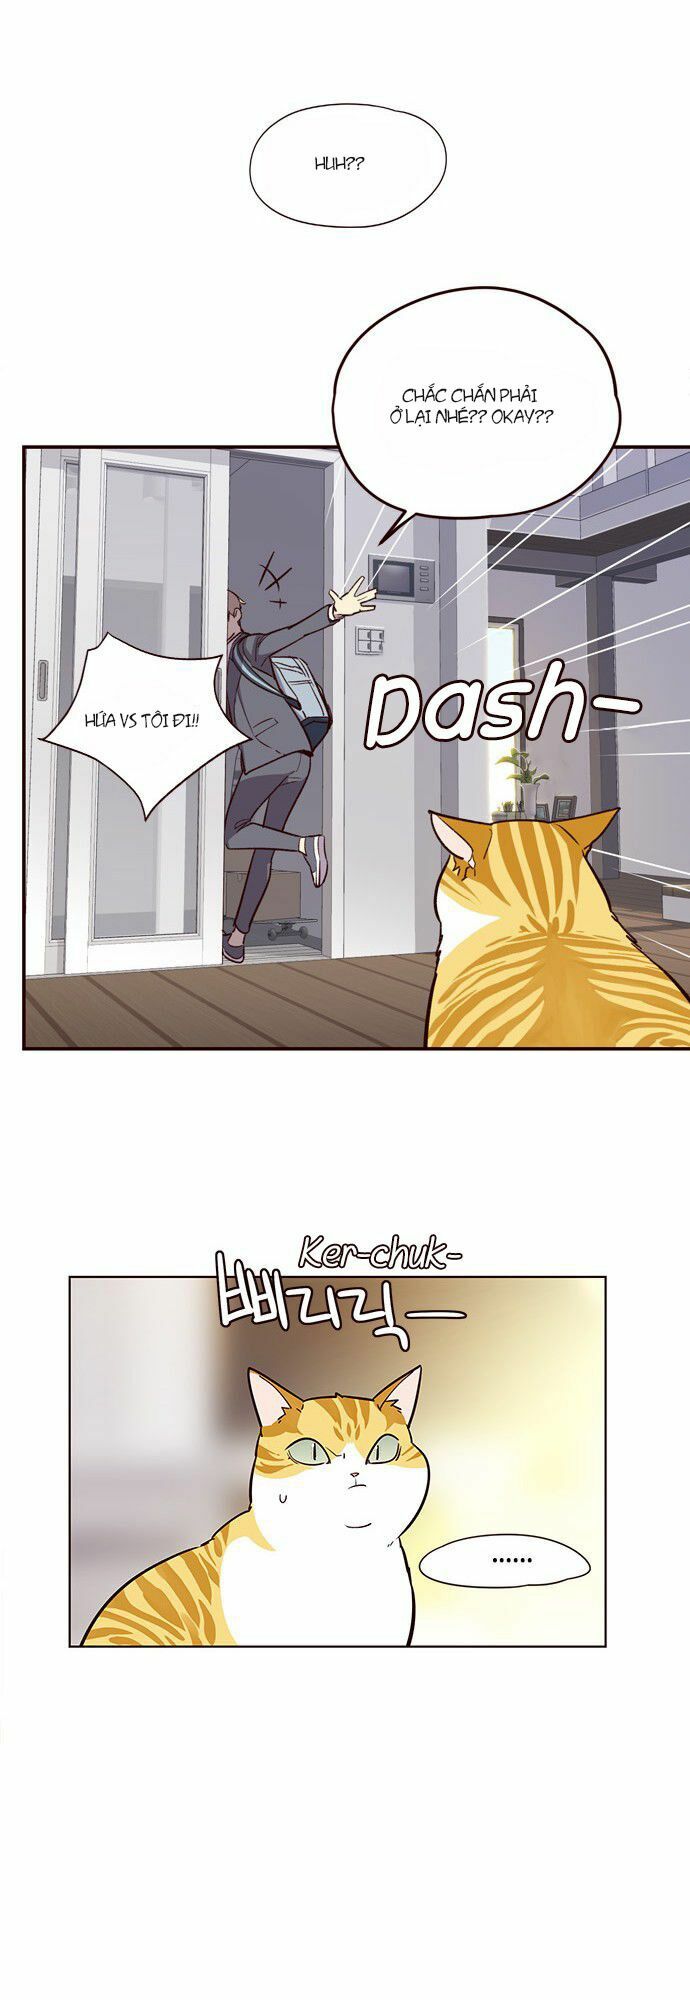 HUH??
CHẮC CHẮN PHẢI
Ở LẠI NHÉ?? OKAY??
HỨA VS TÔI ĐI!!
Dash-
Ker-chuk-
삐리릭—
......